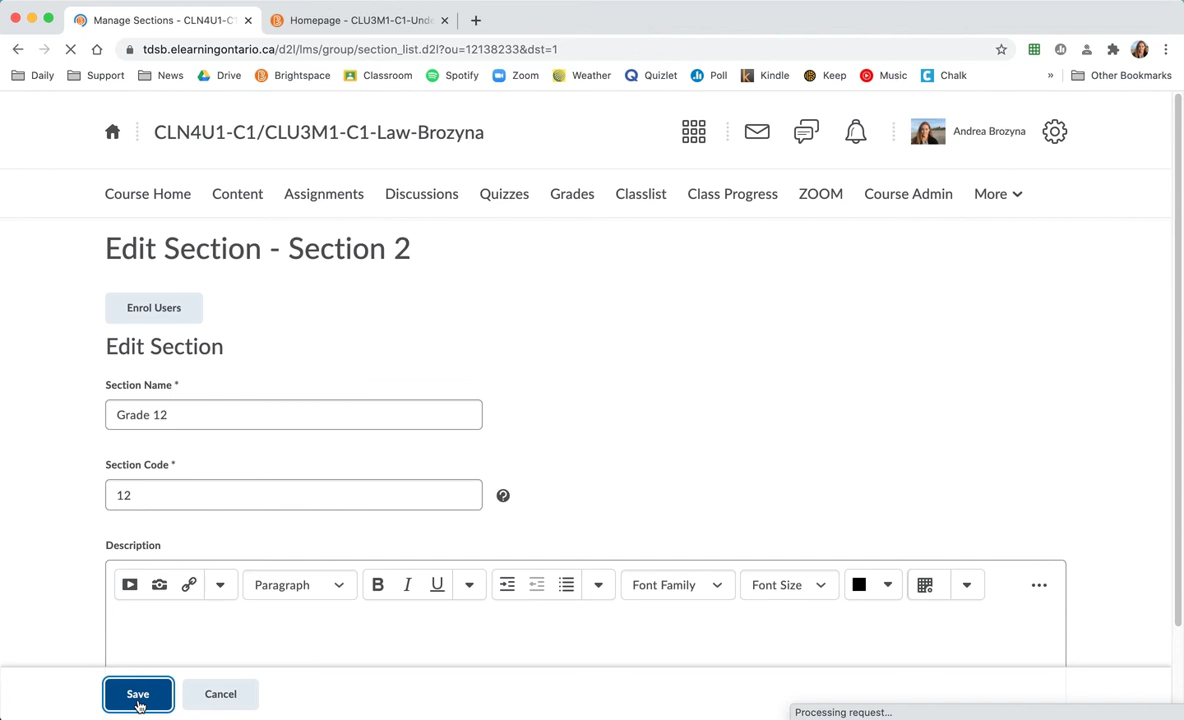 Manage Sections - CLN4U1-C1
Homepage - CLU3M1-C1-Und
tdsb.elearningontario.ca/d2l/lms/group/section_list.d2l?ou=12138233&dst=1
Daily Support News Drive Brightspace Classroom Spotify Zoom Weather Quizlet Poll Kindle Keep Music Chalk » Other Bookmarks
CLN4U1-C1/CLU3M1-C1-Law-Brozyna
Andrea Brozyna
Course Home Content Assignments Discussions Quizzes Grades Classlist Class Progress ZOOM Course Admin More
Edit Section - Section 2
Enrol Users
Edit Section
Section Name *
Grade 12
Section Code *
12
Description
Paragraph B I U Font Family Font Size
Save Cancel
Processing request...